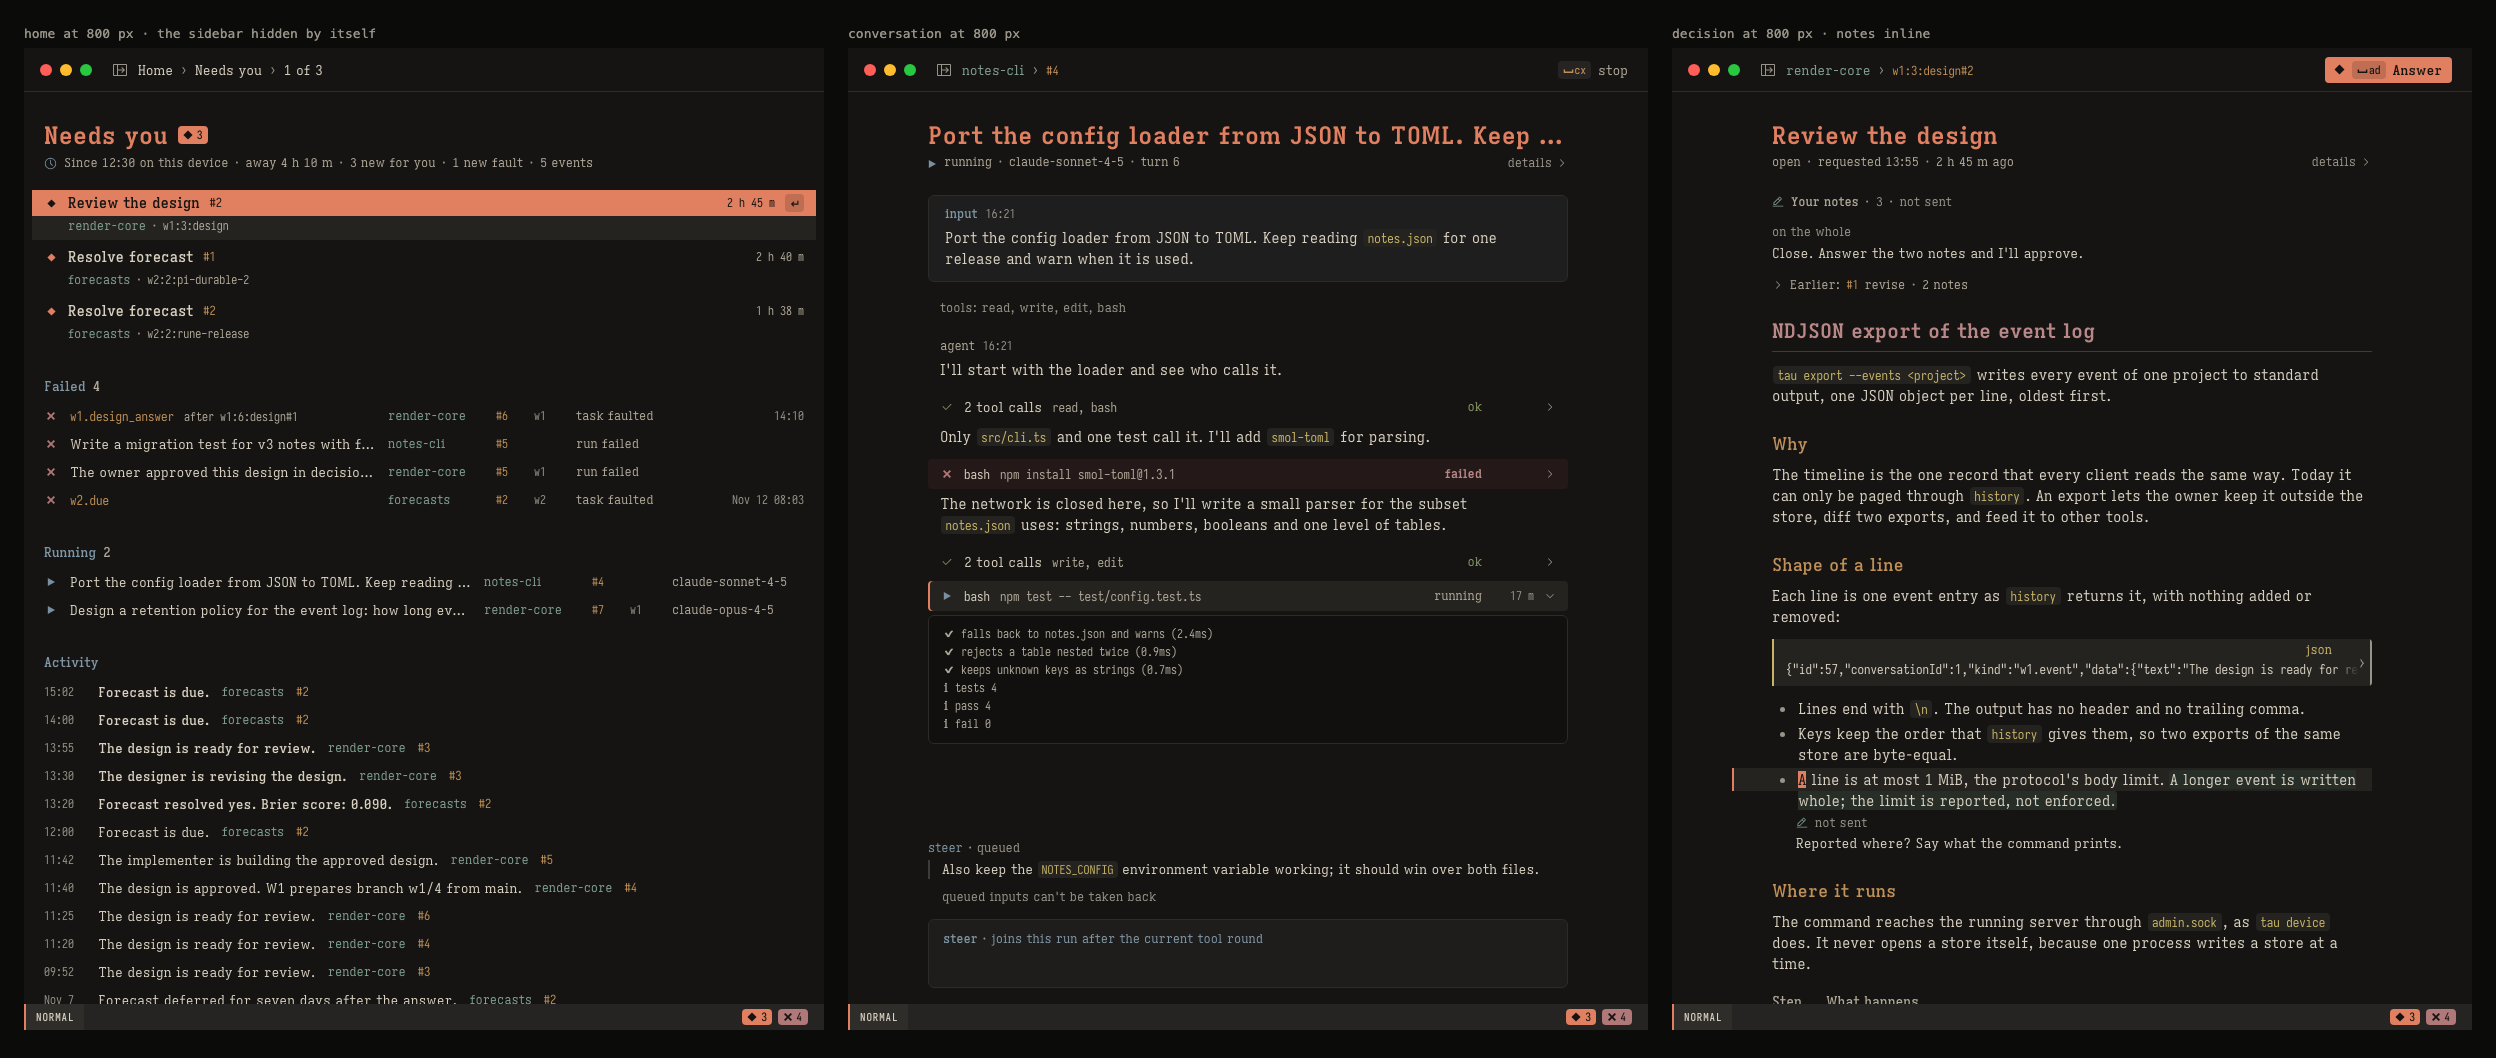 home at 800 px · the sidebar hidden by itself
Home › Needs you › 1 of 3
Needs you ◆ 3
Since 12:30 on this device · away 4 h 10 m · 3 new for you · 1 new fault · 5 events
◆ Review the design #2 2 h 45 m ↵
render-core · w1:3:design
◆ Resolve forecast #1 2 h 40 m
forecasts · w2:2:pi-durable-2
◆ Resolve forecast #2 1 h 38 m
forecasts · w2:2:rune-release
Failed 4
✕ w1.design_answer after w1:6:design#1 render-core #6 w1 task faulted 14:10
✕ Write a migration test for v3 notes with f... notes-cli #5 run failed
✕ The owner approved this design in decisio... render-core #5 w1 run failed
✕ w2.due forecasts #2 w2 task faulted Nov 12 08:03
Running 2
▶ Port the config loader from JSON to TOML. Keep reading ... notes-cli #4 claude-sonnet-4-5
▶ Design a retention policy for the event log: how long ev... render-core #7 w1 claude-opus-4-5
Activity
15:02 Forecast is due. forecasts #2
14:00 Forecast is due. forecasts #2
13:55 The design is ready for review. render-core #3
13:30 The designer is revising the design. render-core #3
13:20 Forecast resolved yes. Brier score: 0.090. forecasts #2
12:00 Forecast is due. forecasts #2
11:42 The implementer is building the approved design. render-core #5
11:40 The design is approved. W1 prepares branch w1/4 from main. render-core #4
11:25 The design is ready for review. render-core #6
11:20 The design is ready for review. render-core #4
09:52 The design is ready for review. render-core #3
Nov 7 Forecast deferred for seven days after the answer. forecasts #2
NORMAL ◆ 3 ✕ 4
conversation at 800 px
notes-cli › #4 ⎵cx stop
Port the config loader from JSON to TOML. Keep ...
▶ running · claude-sonnet-4-5 · turn 6 details ›
input 16:21
Port the config loader from JSON to TOML. Keep reading notes.json for one
release and warn when it is used.
tools: read, write, edit, bash
agent 16:21
I'll start with the loader and see who calls it.
✓ 2 tool calls read, bash ok ›
Only src/cli.ts and one test call it. I'll add smol-toml for parsing.
✕ bash npm install smol-toml@1.3.1 failed ›
The network is closed here, so I'll write a small parser for the subset
notes.json uses: strings, numbers, booleans and one level of tables.
✓ 2 tool calls write, edit ok ›
▶ bash npm test -- test/config.test.ts running 17 m
✔ falls back to notes.json and warns (2.4ms)
✔ rejects a table nested twice (0.9ms)
✔ keeps unknown keys as strings (0.7ms)
ℹ tests 4
ℹ pass 4
ℹ fail 0
steer · queued
Also keep the NOTES_CONFIG environment variable working; it should win over both files.
queued inputs can't be taken back
steer · joins this run after the current tool round
NORMAL ◆ 3 ✕ 4
decision at 800 px · notes inline
render-core › w1:3:design#2 ◆ ⎵ad Answer
Review the design
open · requested 13:55 · 2 h 45 m ago details ›
Your notes · 3 · not sent
on the whole
Close. Answer the two notes and I'll approve.
› Earlier: #1 revise · 2 notes
NDJSON export of the event log
tau export --events <project> writes every event of one project to standard
output, one JSON object per line, oldest first.
Why
The timeline is the one record that every client reads the same way. Today it
can only be paged through history. An export lets the owner keep it outside the
store, diff two exports, and feed it to other tools.
Shape of a line
Each line is one event entry as history returns it, with nothing added or
removed:
json
{"id":57,"conversationId":1,"kind":"w1.event","data":{"text":"The design is ready for re
• Lines end with \n. The output has no header and no trailing comma.
• Keys keep the order that history gives them, so two exports of the same
store are byte-equal.
• A line is at most 1 MiB, the protocol's body limit. A longer event is written
whole; the limit is reported, not enforced.
not sent
Reported where? Say what the command prints.
Where it runs
The command reaches the running server through admin.sock, as tau device
does. It never opens a store itself, because one process writes a store at a
time.
Step What happens
NORMAL ◆ 3 ✕ 4